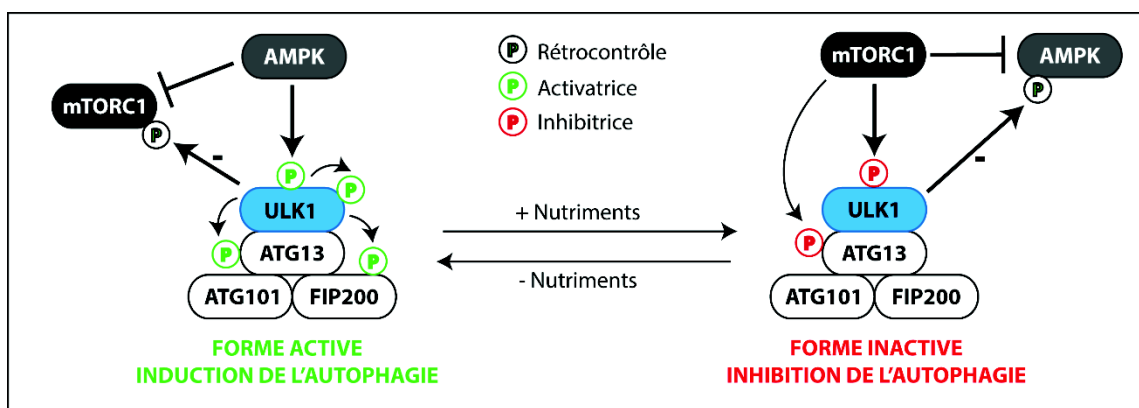 AMPK
mTORC1
P
-
P
P
P
ULK1
P
ATG13
P
ATG101
FIP200
FORME ACTIVE
INDUCTION DE L'AUTOPHAGIE
P Rétrocontrôle
P Activatrice
P Inhibitrice
+ Nutriments
- Nutriments
mTORC1
AMPK
P
-
P
ULK1
P
ATG13
ATG101
FIP200
FORME INACTIVE
INHIBITION DE L'AUTOPHAGIE